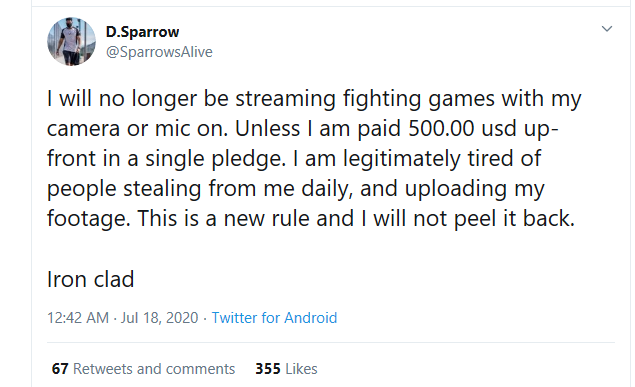 D.Sparrow
@SparrowsAlive
I will no longer be streaming fighting games with my
camera or mic on. Unless I am paid 500.00 usd up-
front in a single pledge. I am legitimately tired of
people stealing from me daily, and uploading my
footage. This is a new rule and I will not peel it back.
Iron clad
12:42 AM · Jul 18, 2020 · Twitter for Android
67 Retweets and comments 355 Likes